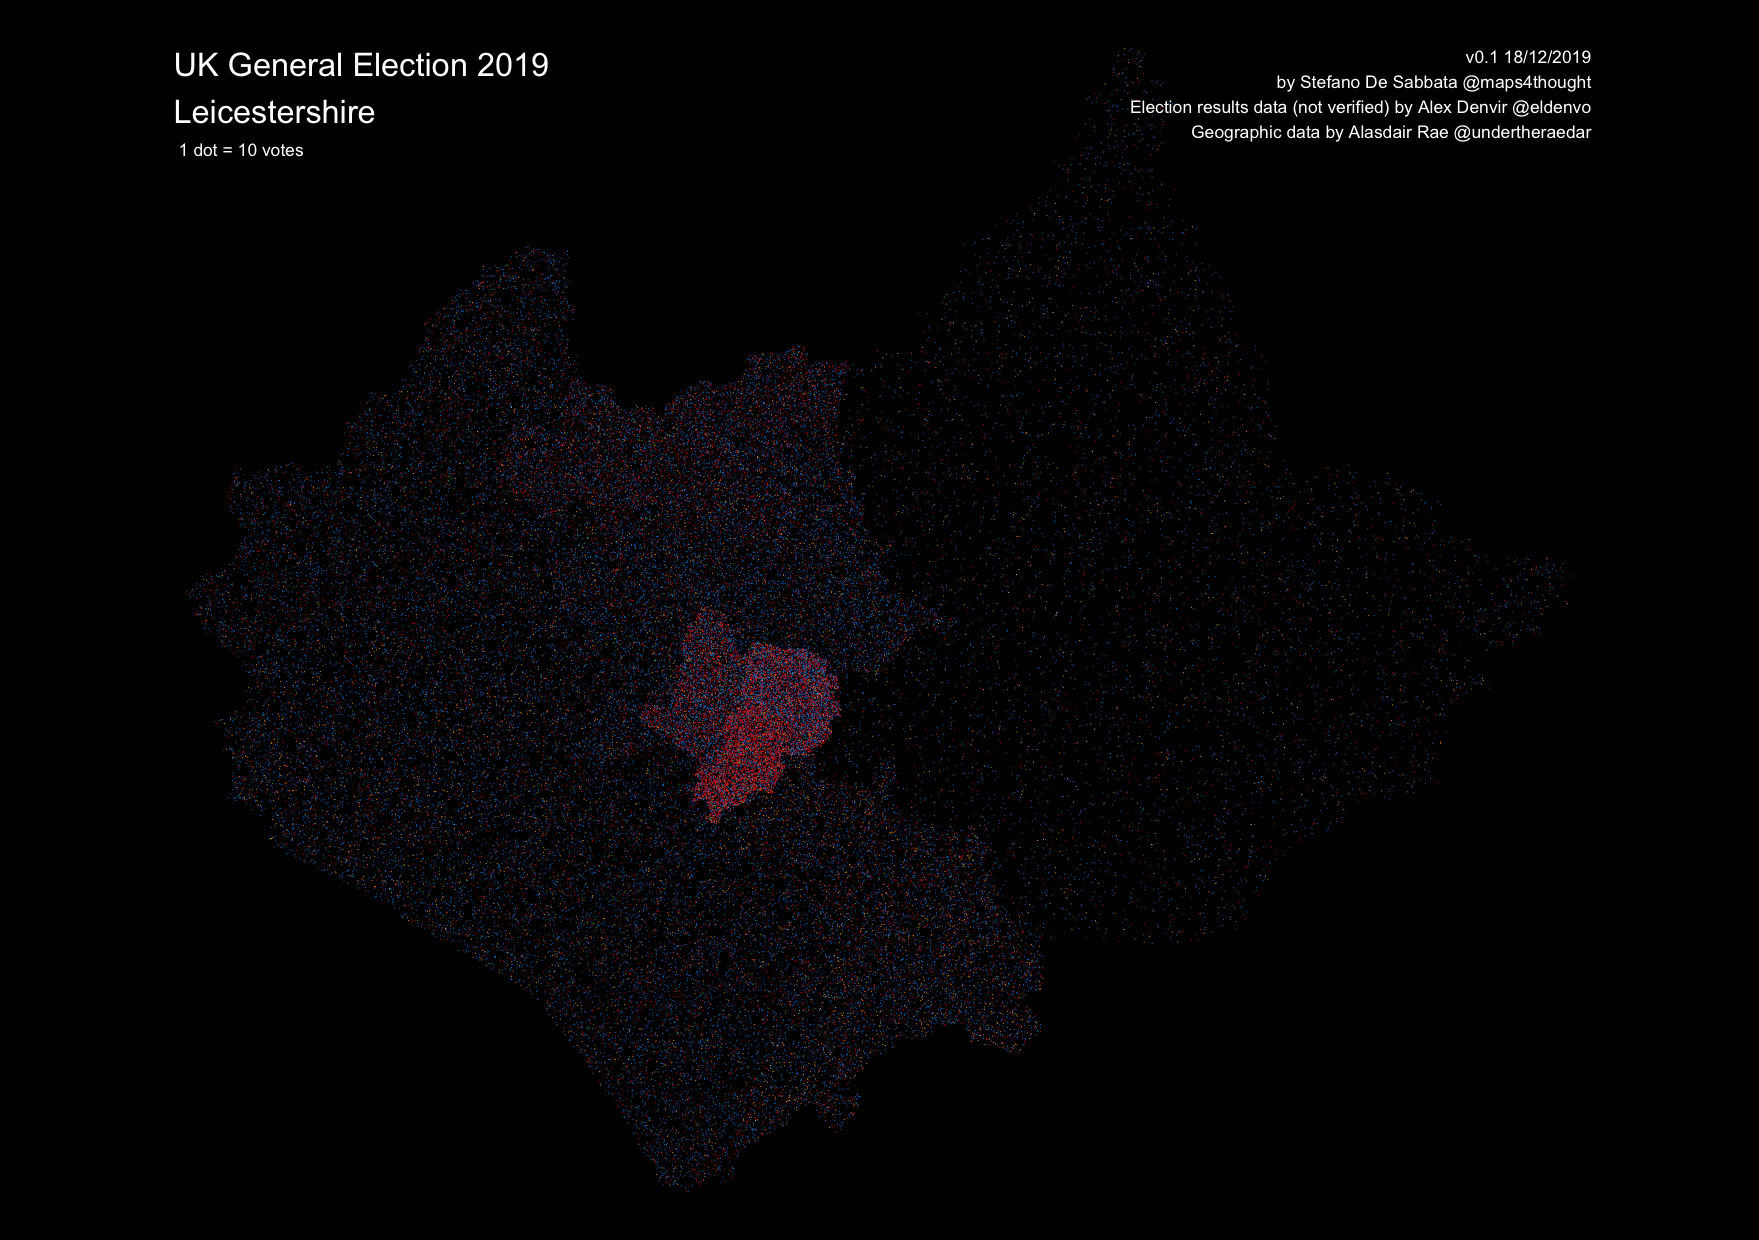 UK General Election 2019
Leicestershire
1 dot = 10 votes
v0.1 18/12/2019
by Stefano De Sabbata @maps4thought
Election results data (not verified) by Alex Denvir @eldenvo
Geographic data by Alasdair Rae @undertheraedar